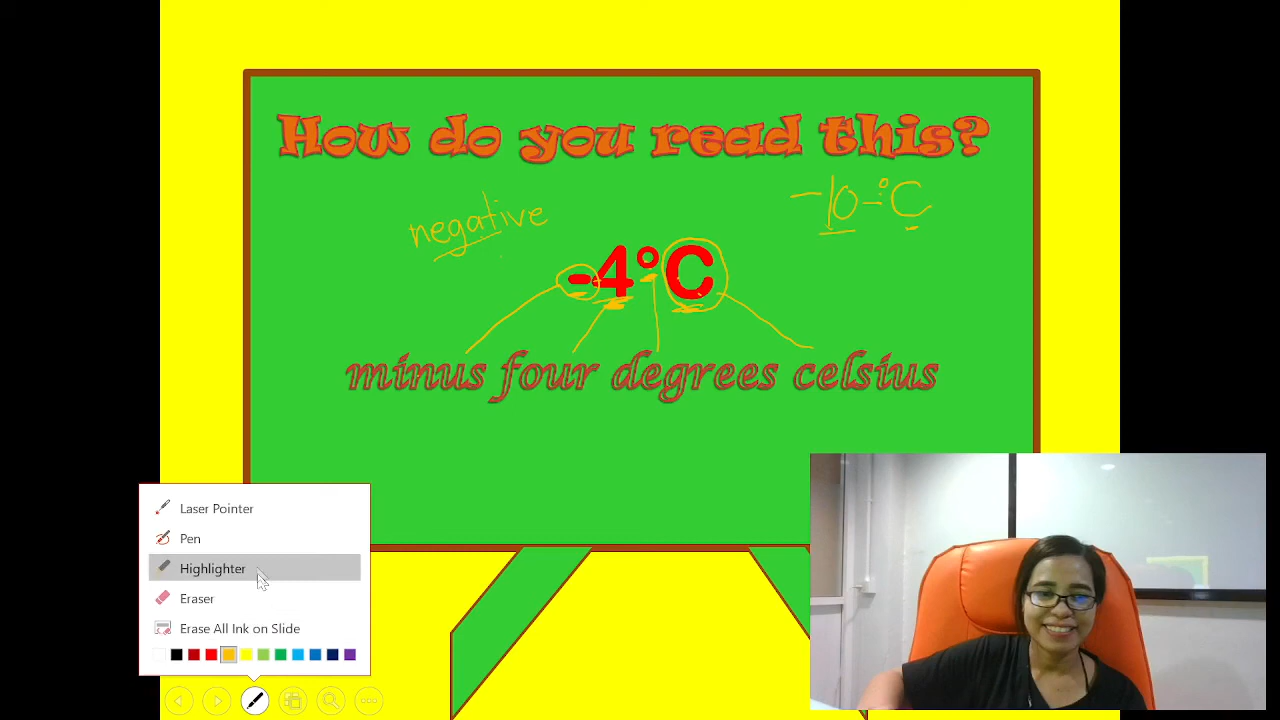 How do you read this?
-10-°C
negative
-4°C
minus four degrees celsius
Laser Pointer
Pen
Highlighter
Eraser
Erase All Ink on Slide